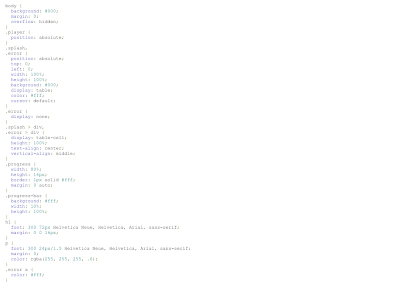 body {
  background: #000;
  margin: 0;
  overflow: hidden;
}
.player {
  position: absolute;
}
.splash,
.error {
  position: absolute;
  top: 0;
  left: 0;
  width: 100%;
  height: 100%;
  background: #000;
  display: table;
  color: #fff;
  cursor: default;
}
.error {
  display: none;
}
.splash > div,
.error > div {
  display: table-cell;
  height: 100%;
  text-align: center;
  vertical-align: middle;
}
.progress {
  width: 80%;
  height: 16px;
  border: 1px solid #fff;
  margin: 0 auto;
}
.progress-bar {
  background: #fff;
  width: 10%;
  height: 100%;
}
h1 {
  font: 300 72px Helvetica Neue, Helvetica, Arial, sans-serif;
  margin: 0 0 16px;
}
p {
  font: 300 24px/1.5 Helvetica Neue, Helvetica, Arial, sans-serif;
  margin: 0;
  color: rgba(255, 255, 255, .6);
}
.error a {
  color: #fff;
}